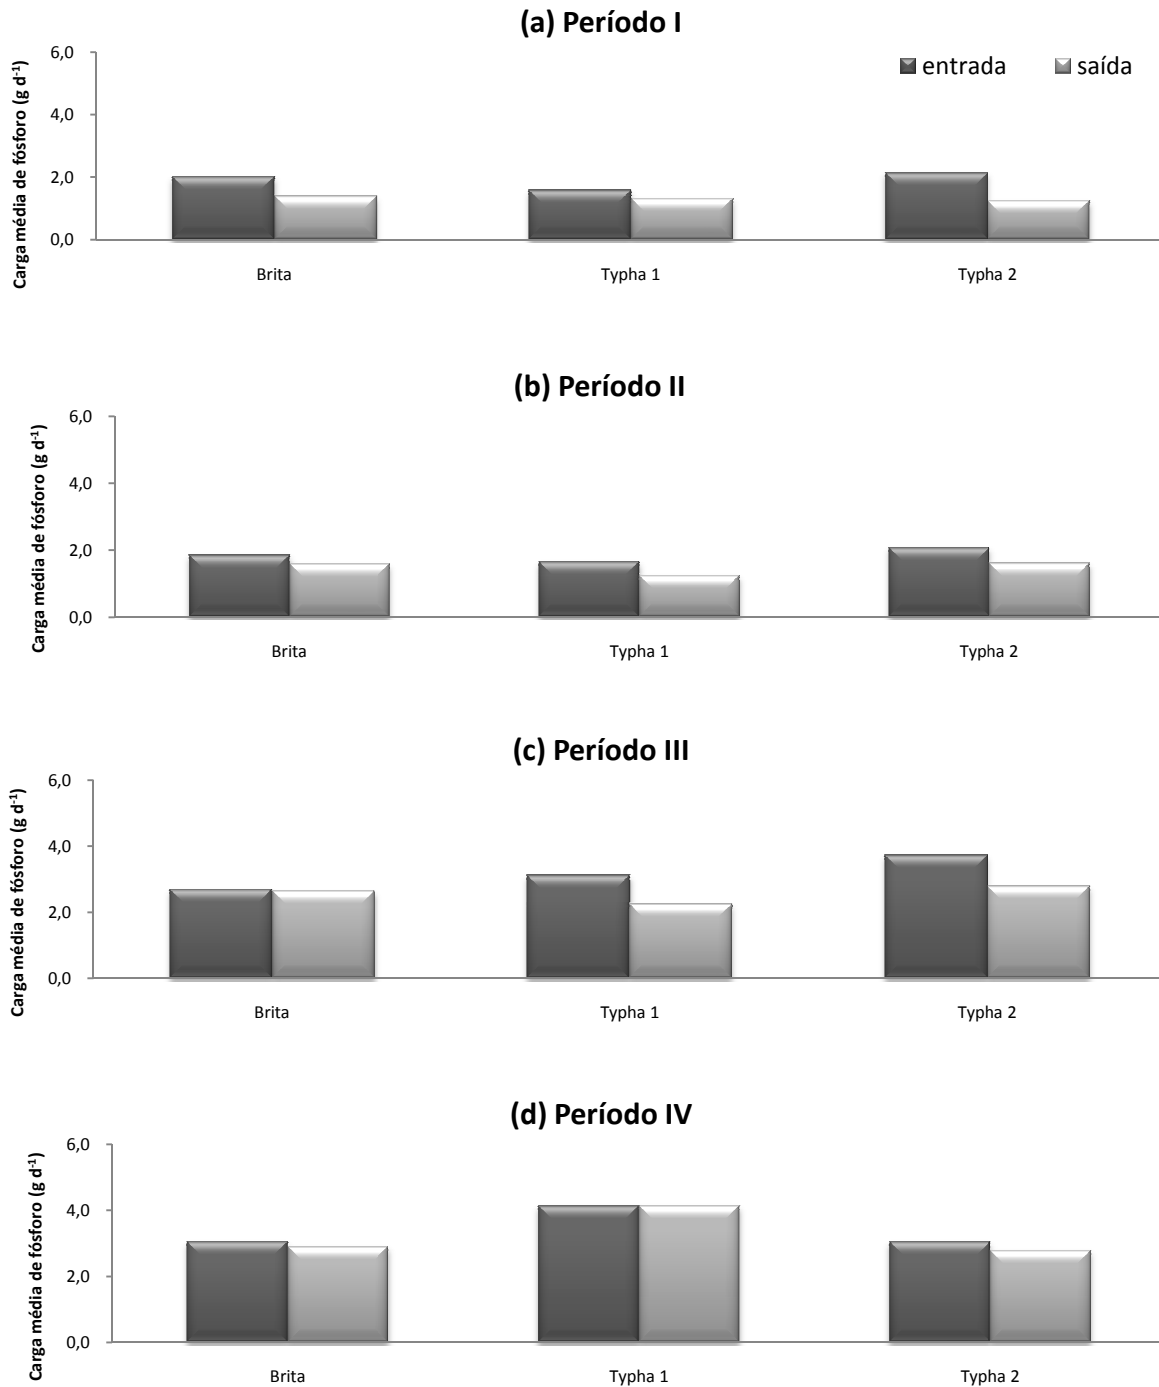 (a) Período I
Carga média de fósforo (g d-1)
6,0
4,0
2,0
0,0
entrada
saída
Brita
Typha 1
Typha 2
(b) Período II
Carga média de fósforo (g d-1)
6,0
4,0
2,0
0,0
Brita
Typha 1
Typha 2
(c) Período III
Carga média de fósforo (g d-1)
6,0
4,0
2,0
0,0
Brita
Typha 1
Typha 2
(d) Período IV
Carga média de fósforo (g d-1)
6,0
4,0
2,0
0,0
Brita
Typha 1
Typha 2